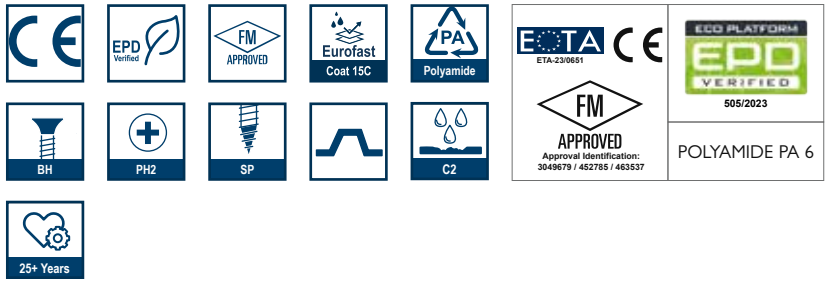 CE
EPD
Verified
FM
APPROVED
Eurofast
Coat 15C
PA
Polyamide
BH
PH2
SP
C2
25+ Years
EOTA CE
ETA-23/0651
FM
APPROVED
Approval Identification:
3049679 / 452785 / 463537
ECO PLATFORM
EPD
VERIFIED
505/2023
POLYAMIDE PA 6